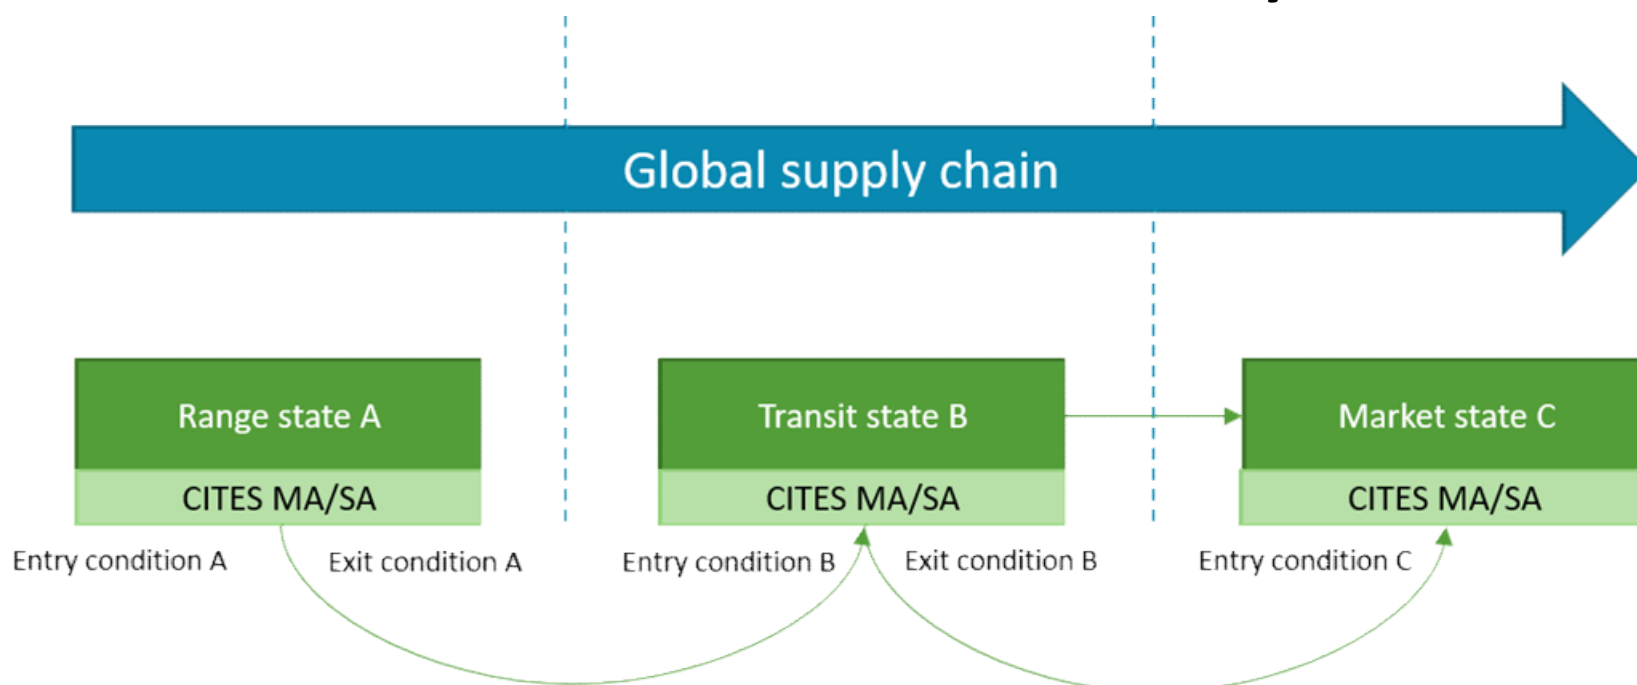 Global supply chain
Range state A
Transit state B
Market state C
CITES MA/SA
CITES MA/SA
CITES MA/SA
Entry condition A
Exit condition A
Entry condition B
Exit condition B
Entry condition C